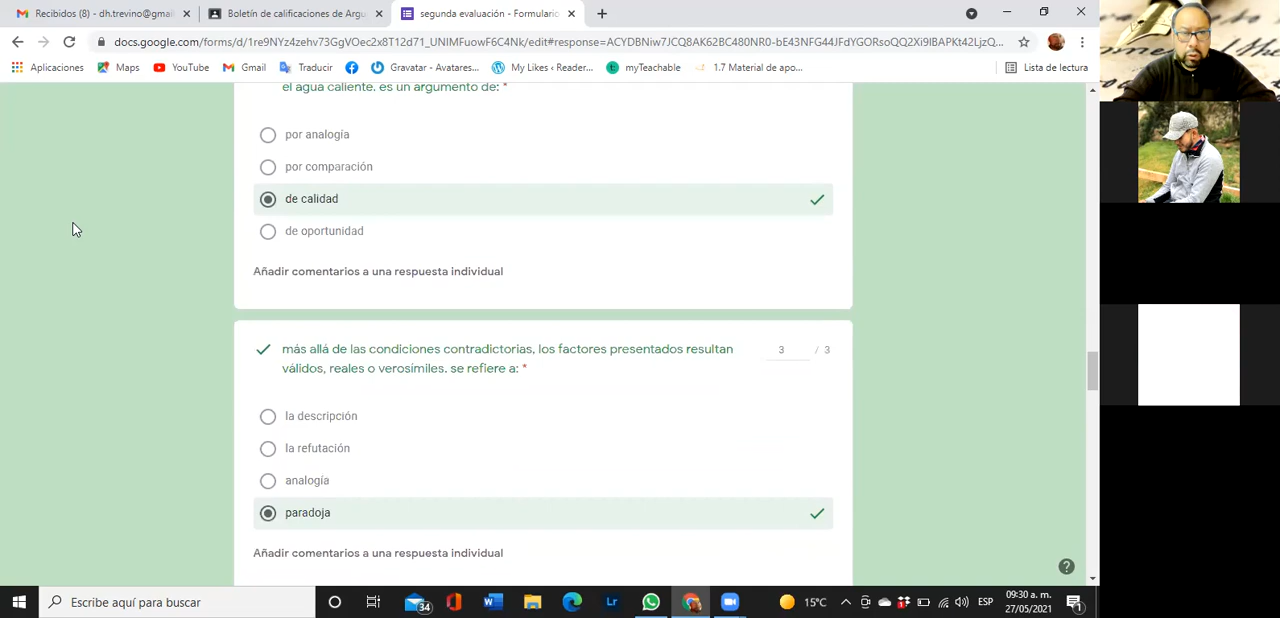 Recibidos (8) - dh.trevino@gmai
Boletín de calificaciones de Argu
segunda evaluación - Formulario
docs.google.com/forms/d/1re9NYz4zehv73GgVOec2x8T12d71_UNIMFuowF6C4Nk/edit#response=ACYDBNiw7JCQ8AK62BC480NR0-bE43NFG44JFdYGORsoQQ2Xi9IBAPKt42LjzQ...
Aplicaciones
Maps
YouTube
Gmail
Traducir
Gravatar - Avatares...
My Likes ‹ Reader...
myTeachable
1.7 Material de apo...
Lista de lectura
el agua caliente. es un argumento de: *
por analogía
por comparación
de calidad
de oportunidad
Añadir comentarios a una respuesta individual
más allá de las condiciones contradictorias, los factores presentados resultan
válidos, reales o verosimiles. se refiere a: *
3 / 3
la descripción
la refutación
analogía
paradoja
Añadir comentarios a una respuesta individual
Escribe aquí para buscar
34
15°C
ESP
09:30 a. m.
27/05/2021
1